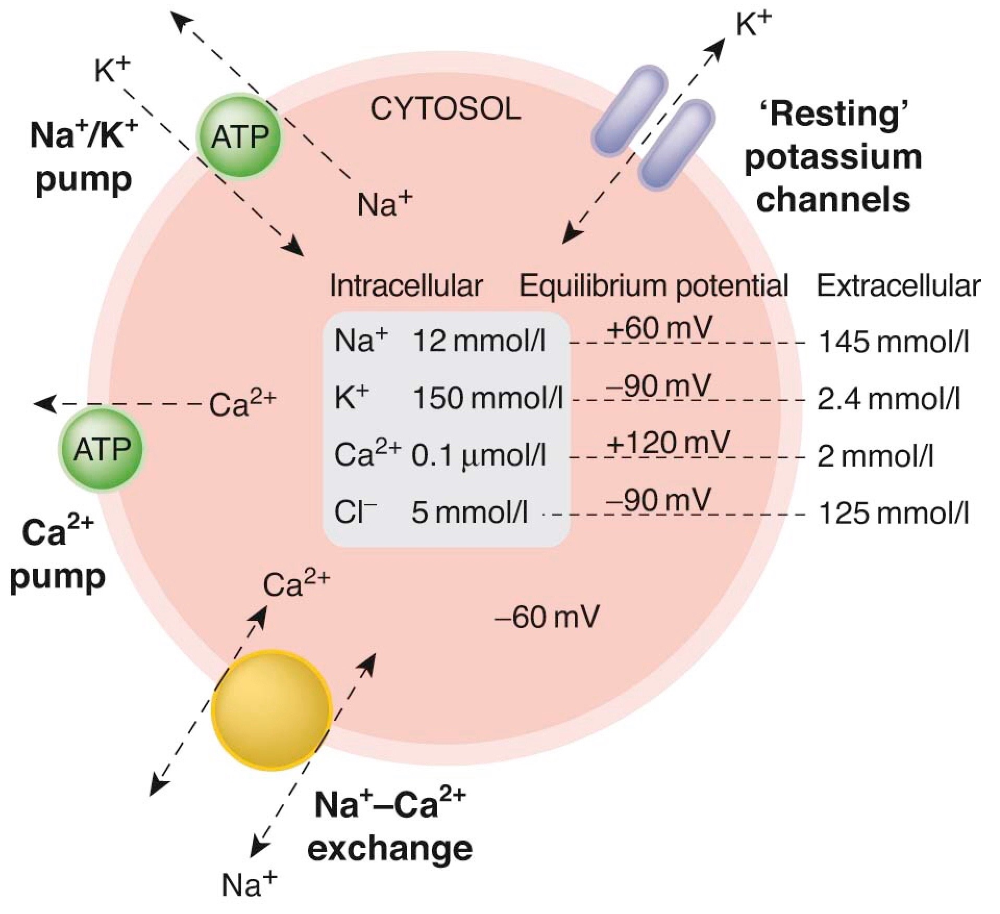 K⁺
K⁺
CYTOSOL
Na⁺/K⁺
pump
ATP
Na⁺
‘Resting’
potassium
channels
Intracellular Equilibrium potential Extracellular
Na⁺ 12 mmol/l +60 mV 145 mmol/l
K⁺ 150 mmol/l –90 mV 2.4 mmol/l
Ca²⁺ 0.1 μmol/l +120 mV 2 mmol/l
Cl⁻ 5 mmol/l –90 mV 125 mmol/l
Ca²⁺
ATP
Ca²⁺
pump
Ca²⁺
–60 mV
Na⁺–Ca²⁺
exchange
Na⁺